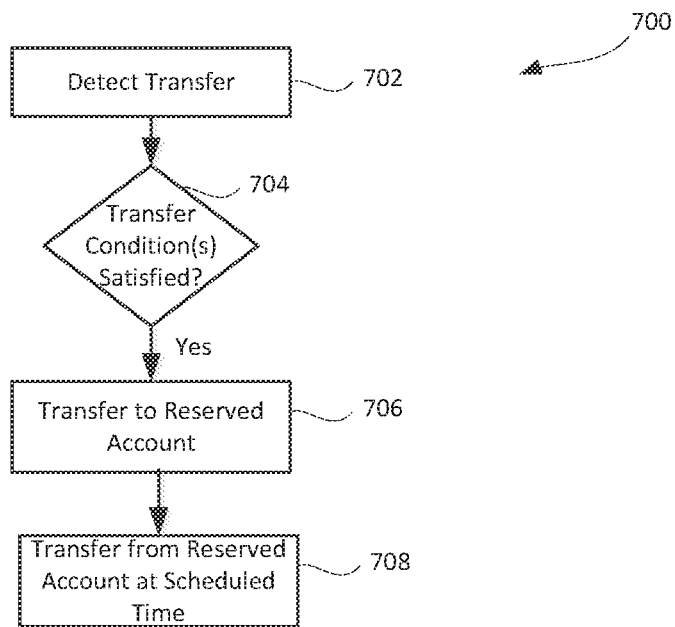 700
Detect Transfer
702
704
Transfer
Condition(s)
Satisfied?
Yes
Transfer to Reserved
Account
706
Transfer from Reserved
Account at Scheduled
Time
708